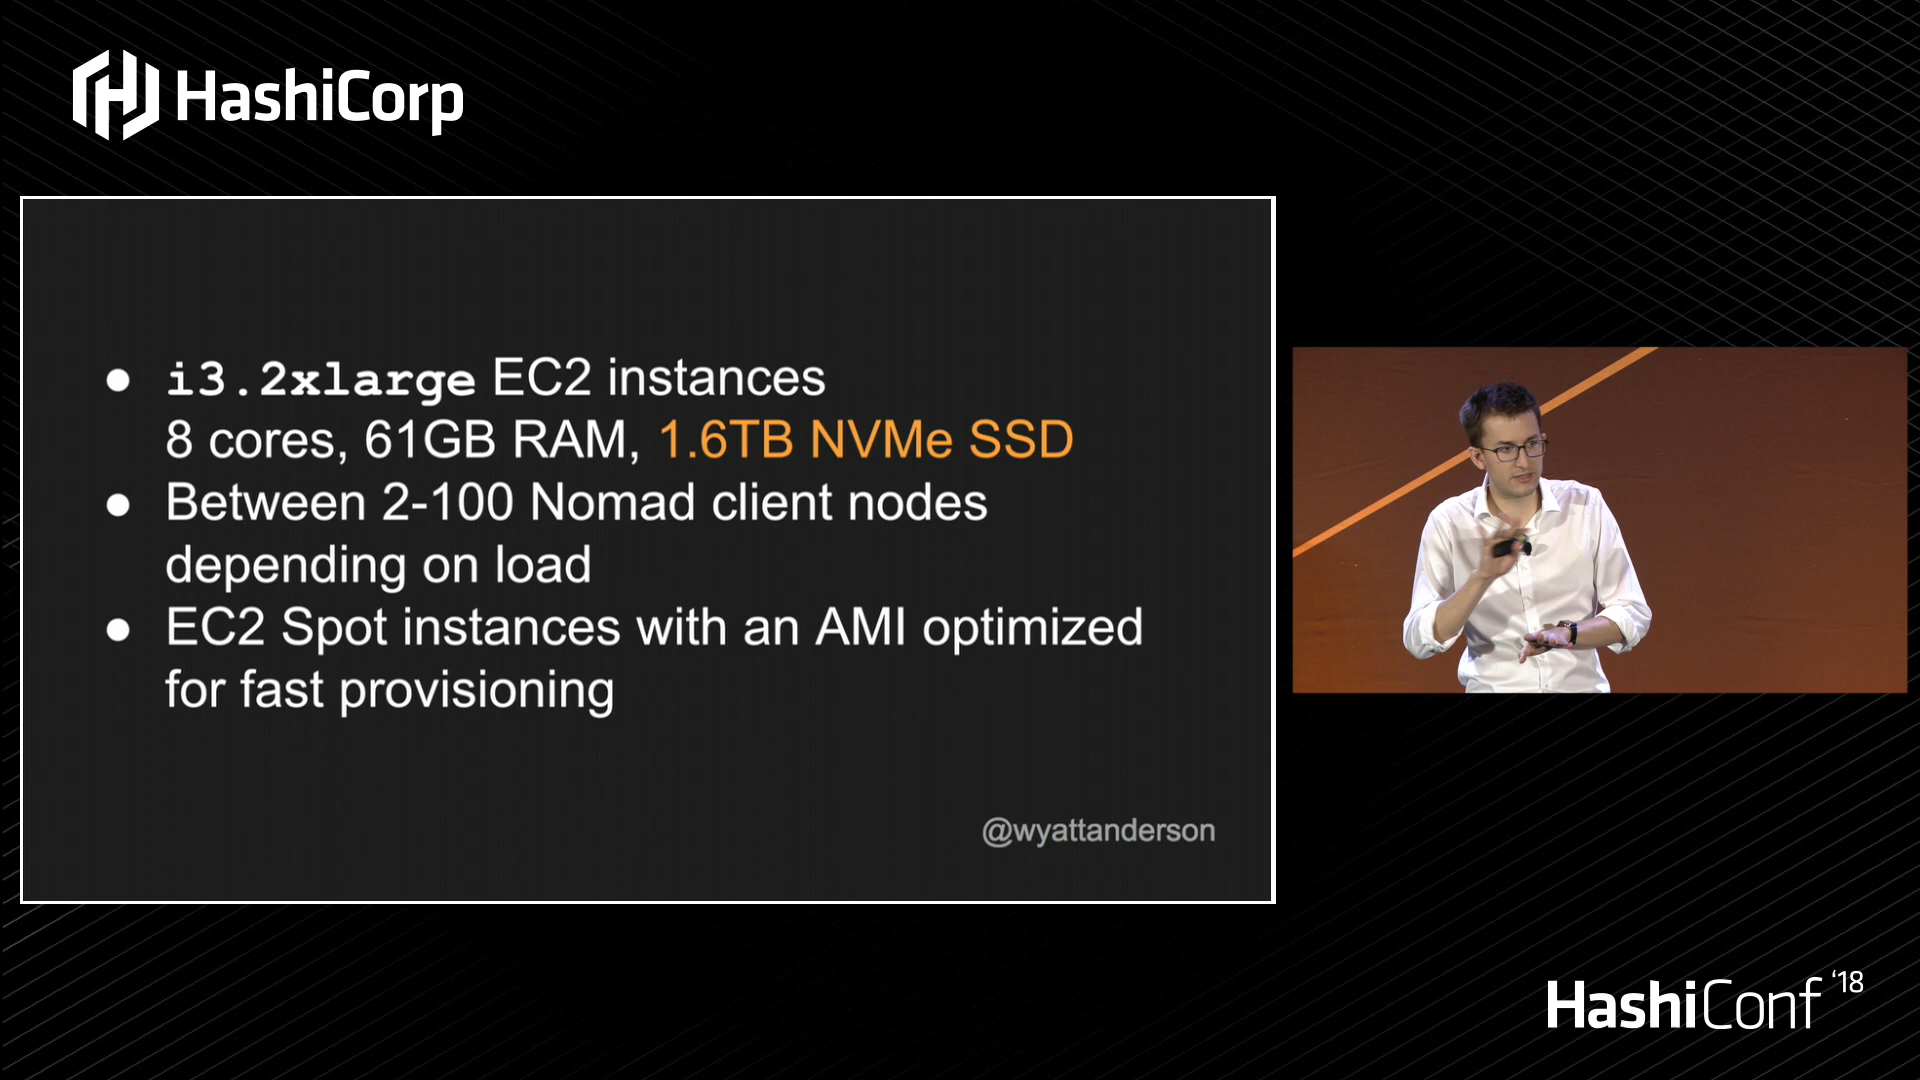 HashiCorp
● i3.2xlarge EC2 instances
8 cores, 61GB RAM, 1.6TB NVMe SSD
● Between 2-100 Nomad client nodes
depending on load
● EC2 Spot instances with an AMI optimized
for fast provisioning
@wyattanderson
HashiConf '18